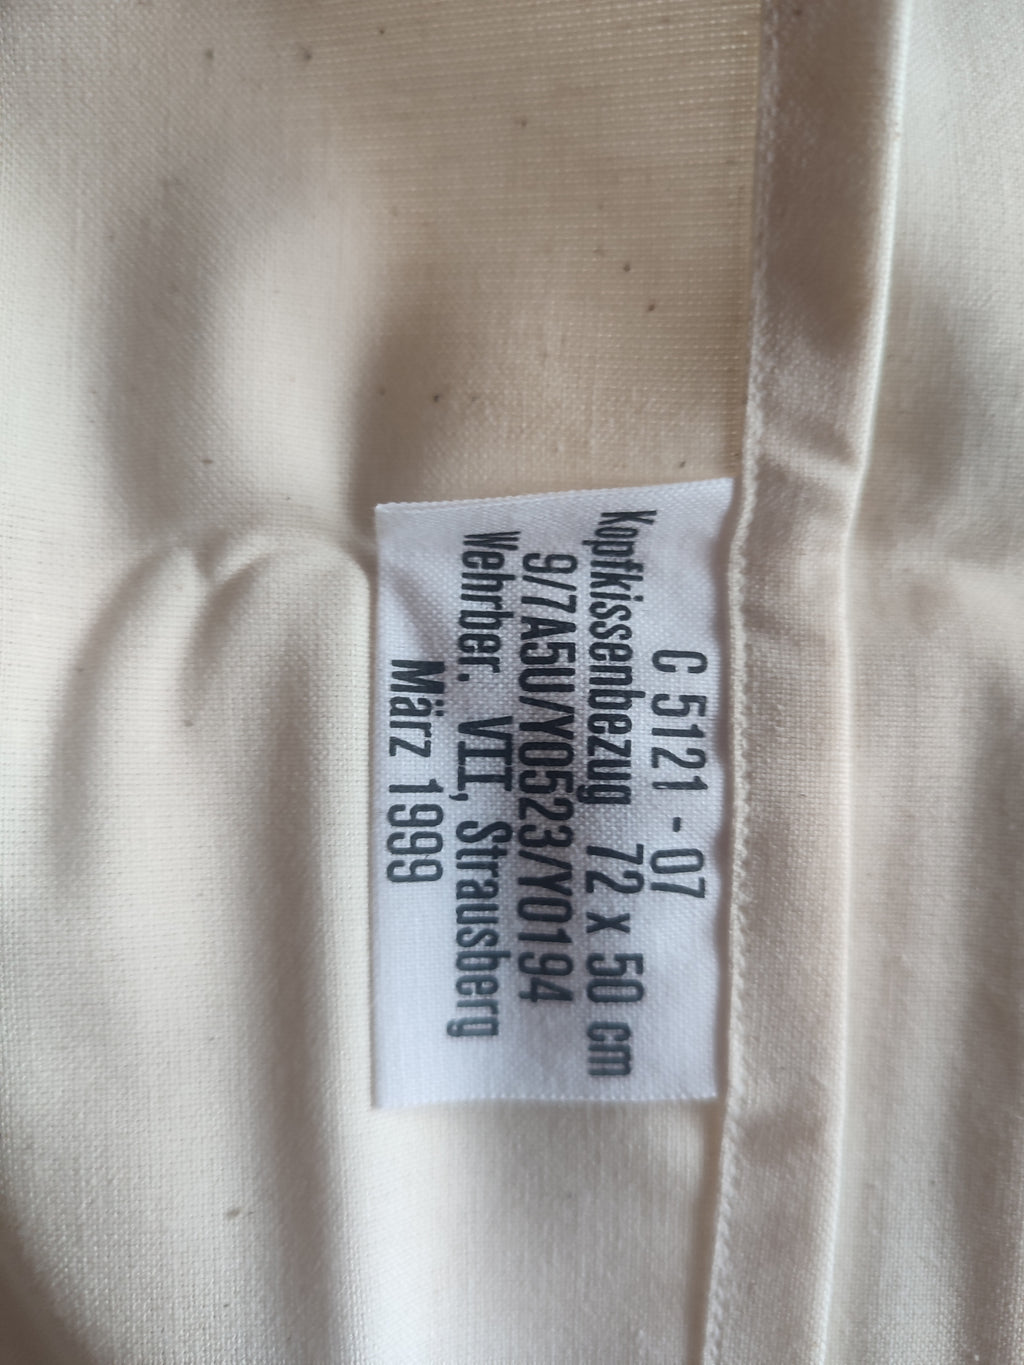 C 5121 - 07
Kopfkissenbezug 72 x 50 cm
9/7A5U/Y0523/Y0194
Wehrber. VII, Strausberg
März 1999